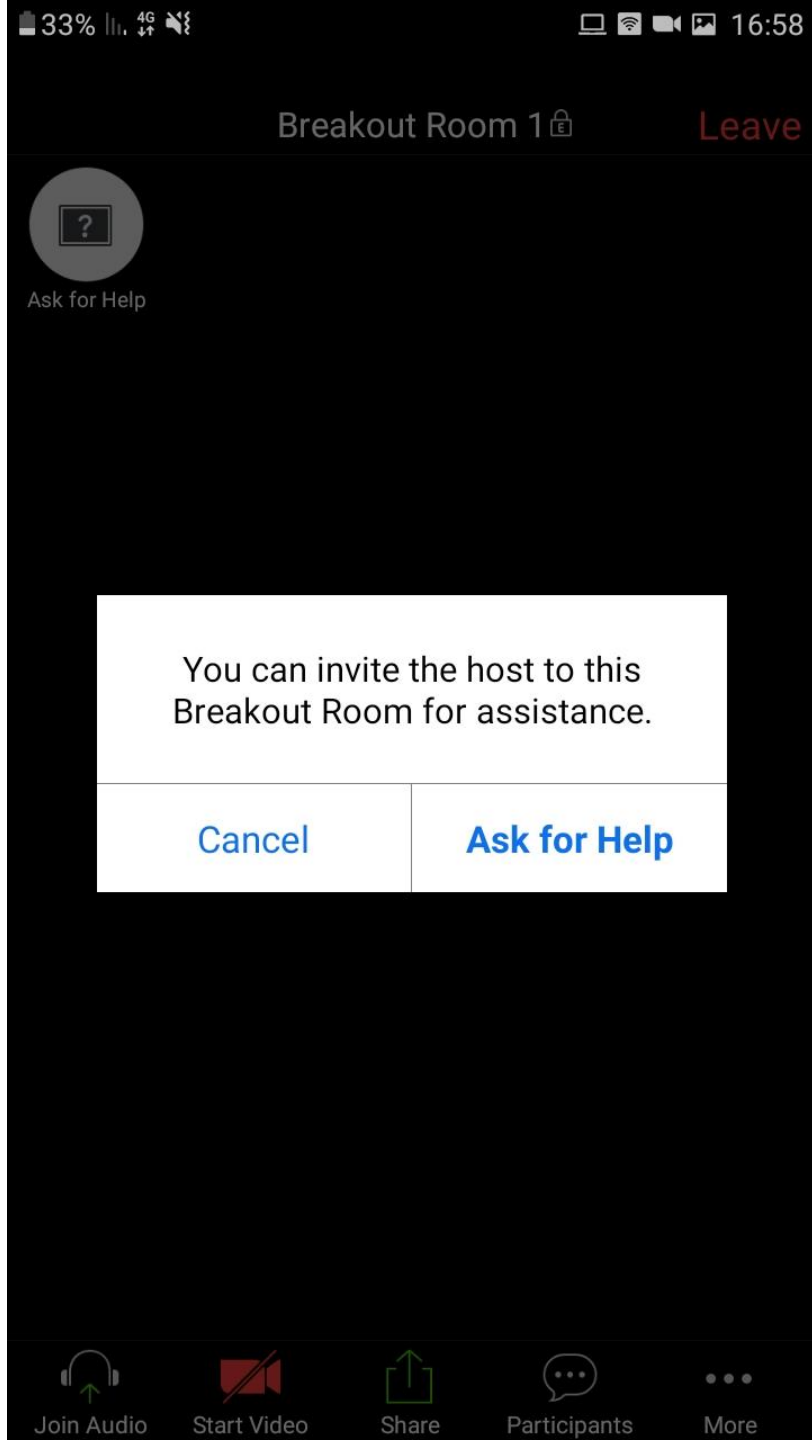 33% 4G 16:58
Breakout Room 1 E Leave
?
Ask for Help
You can invite the host to this
Breakout Room for assistance.
Cancel Ask for Help
Join Audio Start Video Share Participants More